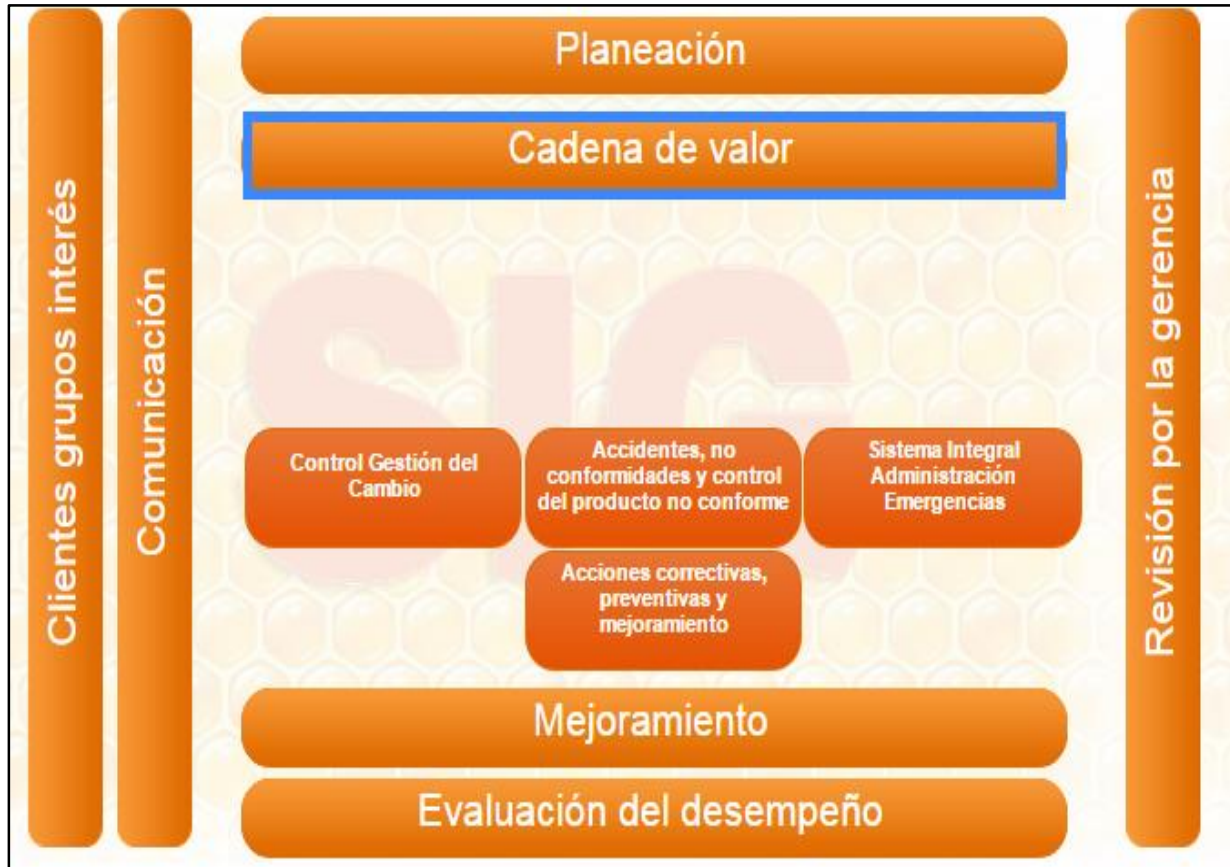 Clientes grupos interés
Comunicación
Planeación
Cadena de valor
SIG
Control Gestión del
Cambio
Accidentes, no
conformidades y control
del producto no conforme
Sistema Integral
Administración
Emergencias
Acciones correctivas,
preventivas y
mejoramiento
Mejoramiento
Evaluación del desempeño
Revisión por la gerencia